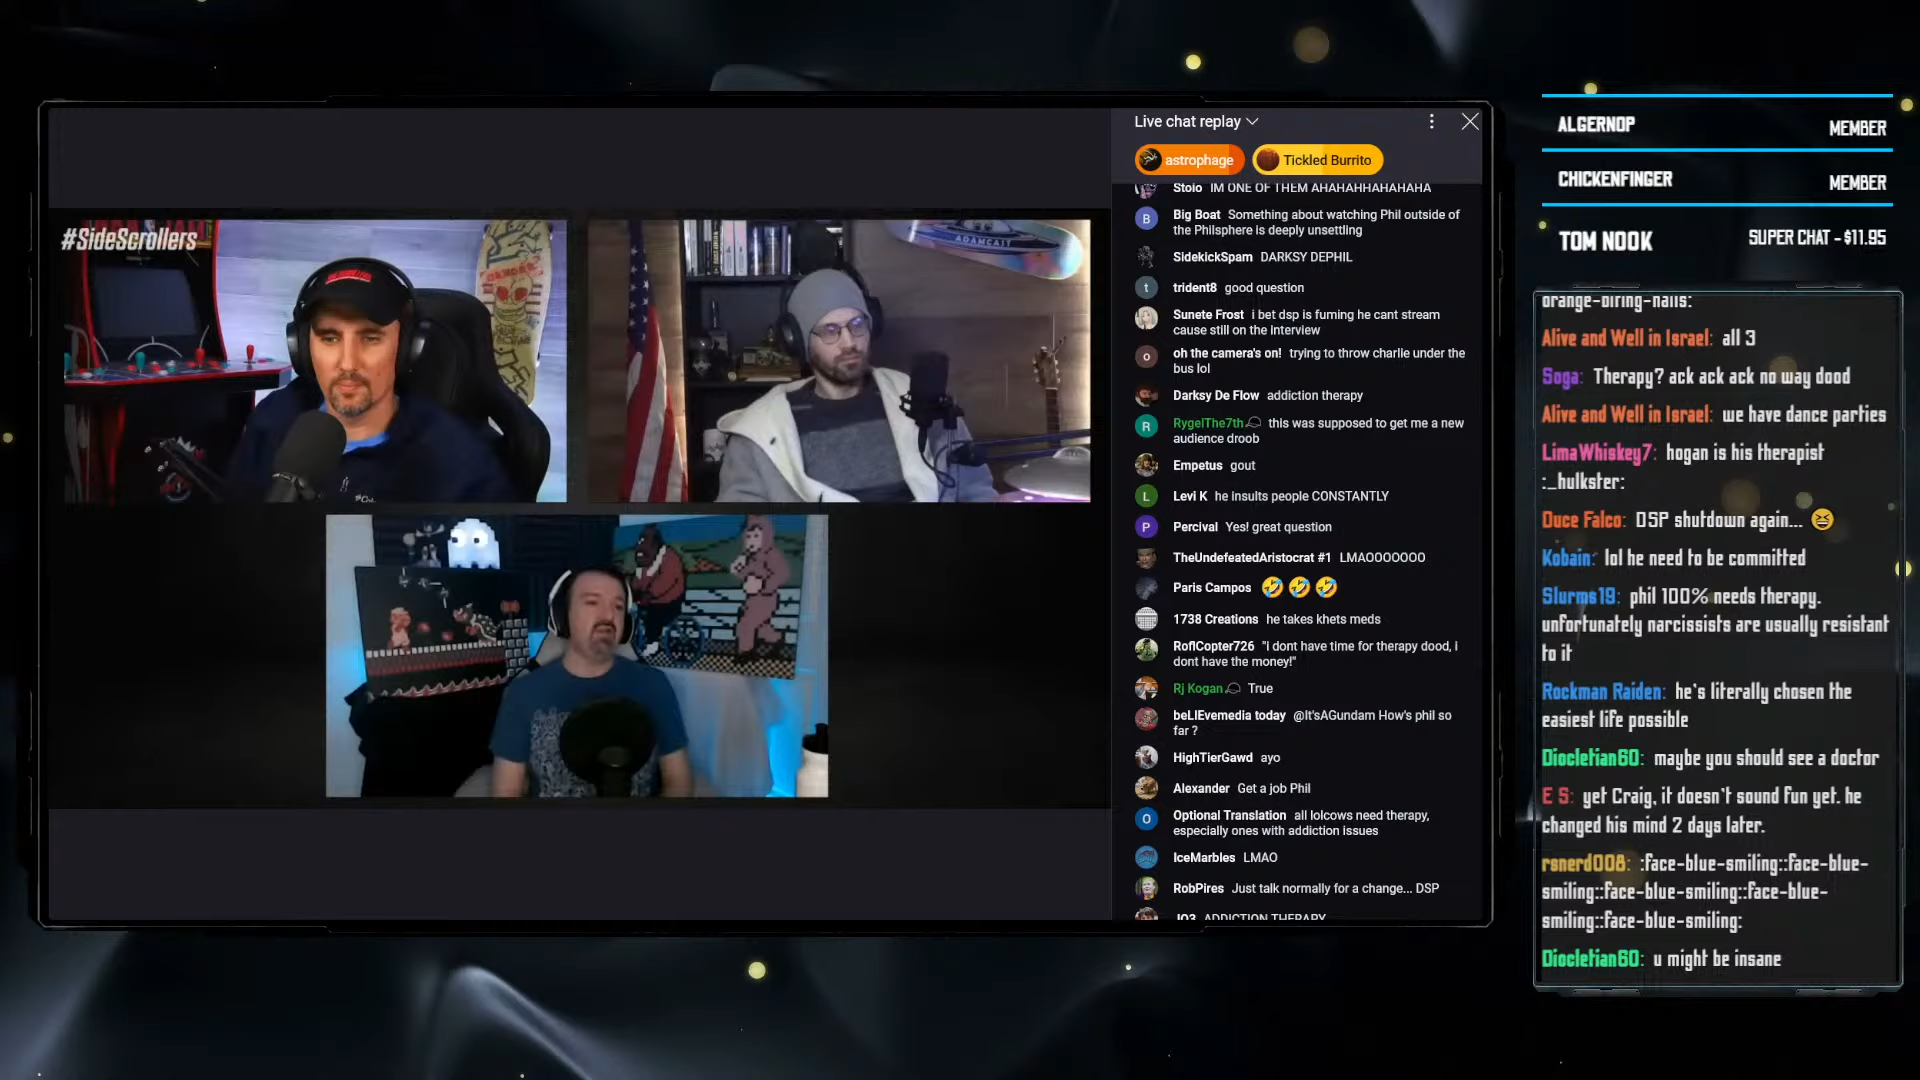 #SideScrollers
ADAMCAST
Live chat replay
astrophage
Tickled Burrito
Stoio IM ONE OF THEM AHAHAHHAHAHAHA
B
Big Boat Something about watching Phil outside of
the Philsphere is deeply unsettling
SidekickSpam DARKSY DEPHIL
t
trident8 good question
Sunete Frost i bet dsp is fuming he cant stream
cause still on the interview
o
oh the camera's on! trying to throw charlie under the
bus lol
Darksy De Flow addiction therapy
R
RygelThe7th this was supposed to get me a new
audience droob
Empetus gout
L
Levi K he insults people CONSTANTLY
P
Percival Yes! great question
TheUndefeatedAristocrat #1 LMAOOOOOOO
Paris Campos 🤣 🤣 🤣
1738 Creations he takes khets meds
RoflCopter726 "I dont have time for therapy dood, I
dont have the money!"
Rj Kogan True
beLIEvemedia today @It'sAGundam How's phil so
far ?
HighTierGawd ayo
Alexander Get a job Phil
O
Optional Translation all lolcows need therapy,
especially ones with addiction issues
IceMarbles LMAO
RobPires Just talk normally for a change... DSP
JO3 ADDICTION THERAPY
ALGERNOP MEMBER
CHICKENFINGER MEMBER
TOM NOOK SUPER CHAT - $11.95
orange-biting-nails:
Alive and Well in Israel: all 3
Soga: Therapy? ack ack ack no way dood
Alive and Well in Israel: we have dance parties
LimaWhiskey7: hogan is his therapist
:_hulkster:
Duce Falco: DSP shutdown again... 😆
Kobain: lol he need to be committed
Slurms19: phil 100% needs therapy.
unfortunately narcissists are usually resistant
to it
Rockman Raiden: he's literally chosen the
easiest life possible
Diocletian60: maybe you should see a doctor
E S: yet Craig, it doesn't sound fun yet. he
changed his mind 2 days later.
rsnerd008: :face-blue-smiling::face-blue-
smiling::face-blue-smiling::face-blue-
smiling::face-blue-smiling:
Diocletian60: u might be insane